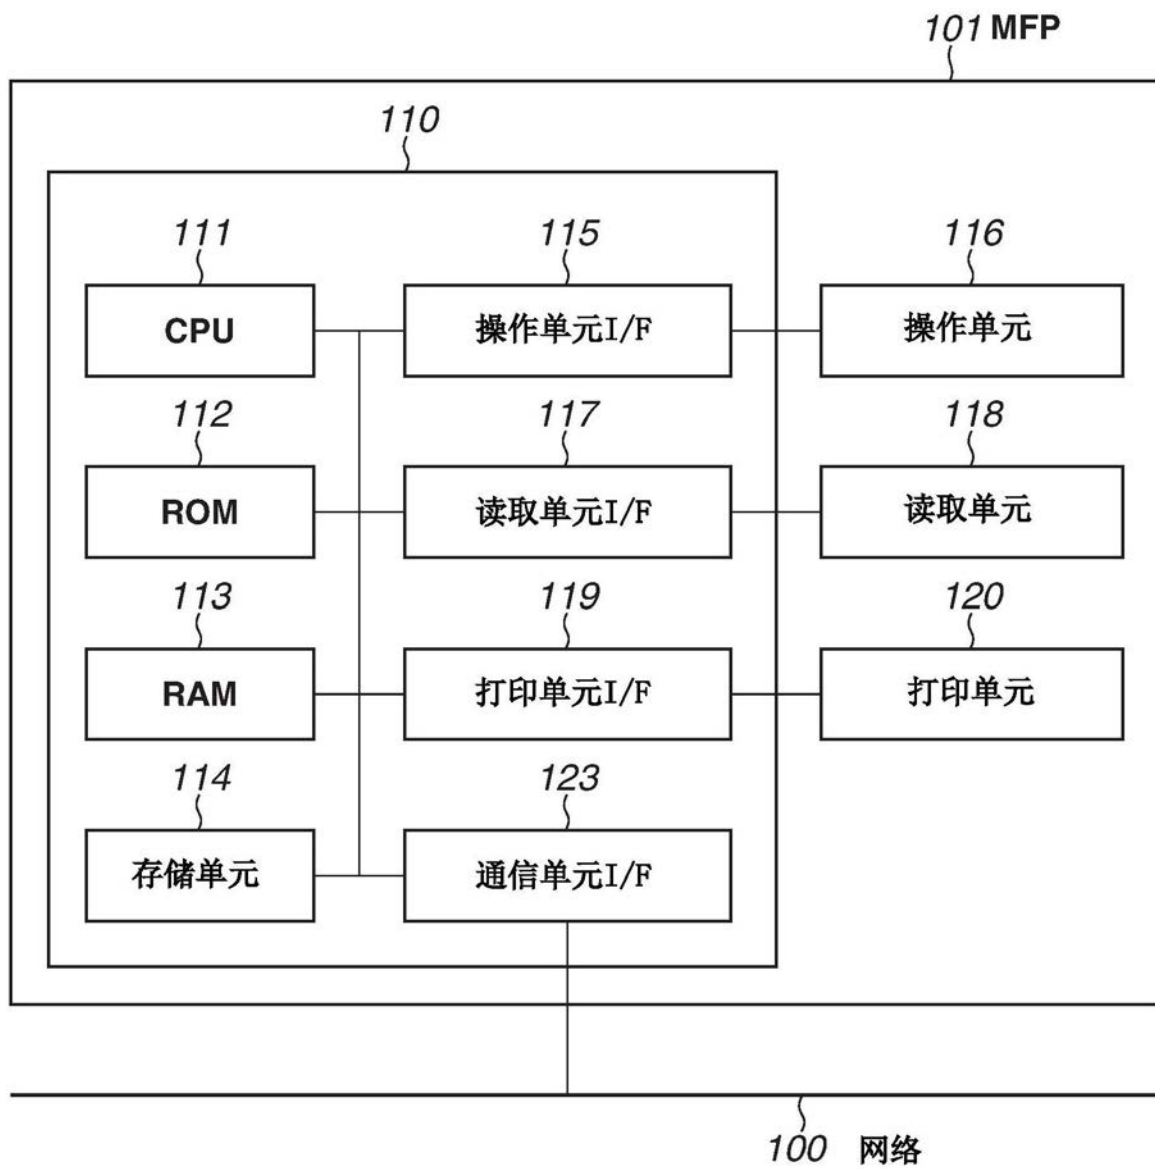 101 MFP
110
111 115 116
CPU 操作单元I/F 操作单元
112 117 118
ROM 读取单元I/F 读取单元
113 119 120
RAM 打印单元I/F 打印单元
114 123
存储单元 通信单元I/F
100 网络